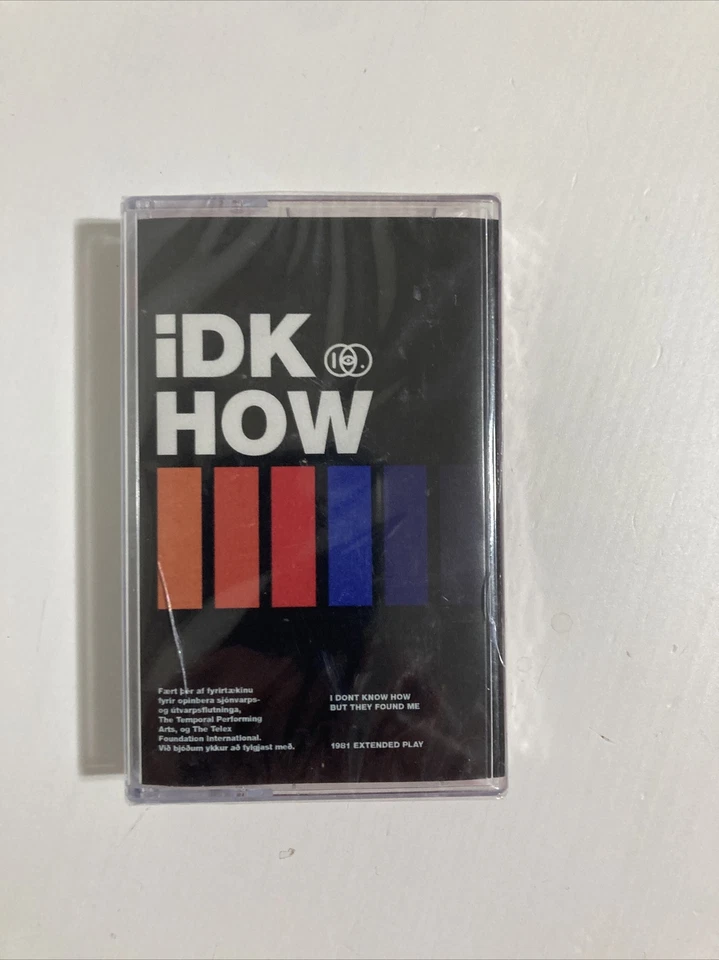 iDK
HOW
Fært þér af fyrirtækinu
fyrir opinbera sjónvarps-
og útvarpsflutninga,
The Temporal Performing
Arts, og The Telex
Foundation International.
Við bjóðum ykkur að fylgjast með.
I DONT KNOW HOW
BUT THEY FOUND ME
1981 EXTENDED PLAY